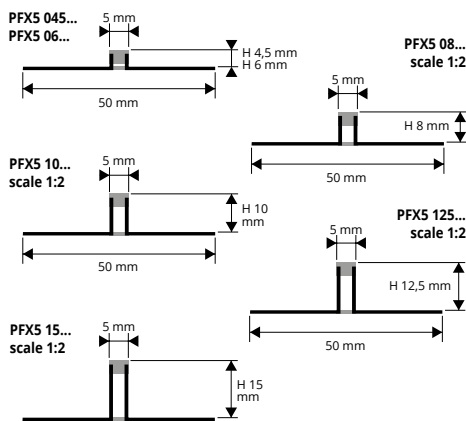 PFX5 045...
PFX5 06...
5 mm
H 4,5 mm
H 6 mm
50 mm
PFX5 08...
scale 1:2
5 mm
H 8 mm
50 mm
PFX5 10...
scale 1:2
5 mm
H 10
mm
50 mm
PFX5 125...
scale 1:2
5 mm
H 12,5 mm
50 mm
PFX5 15...
scale 1:2
5 mm
H 15
mm